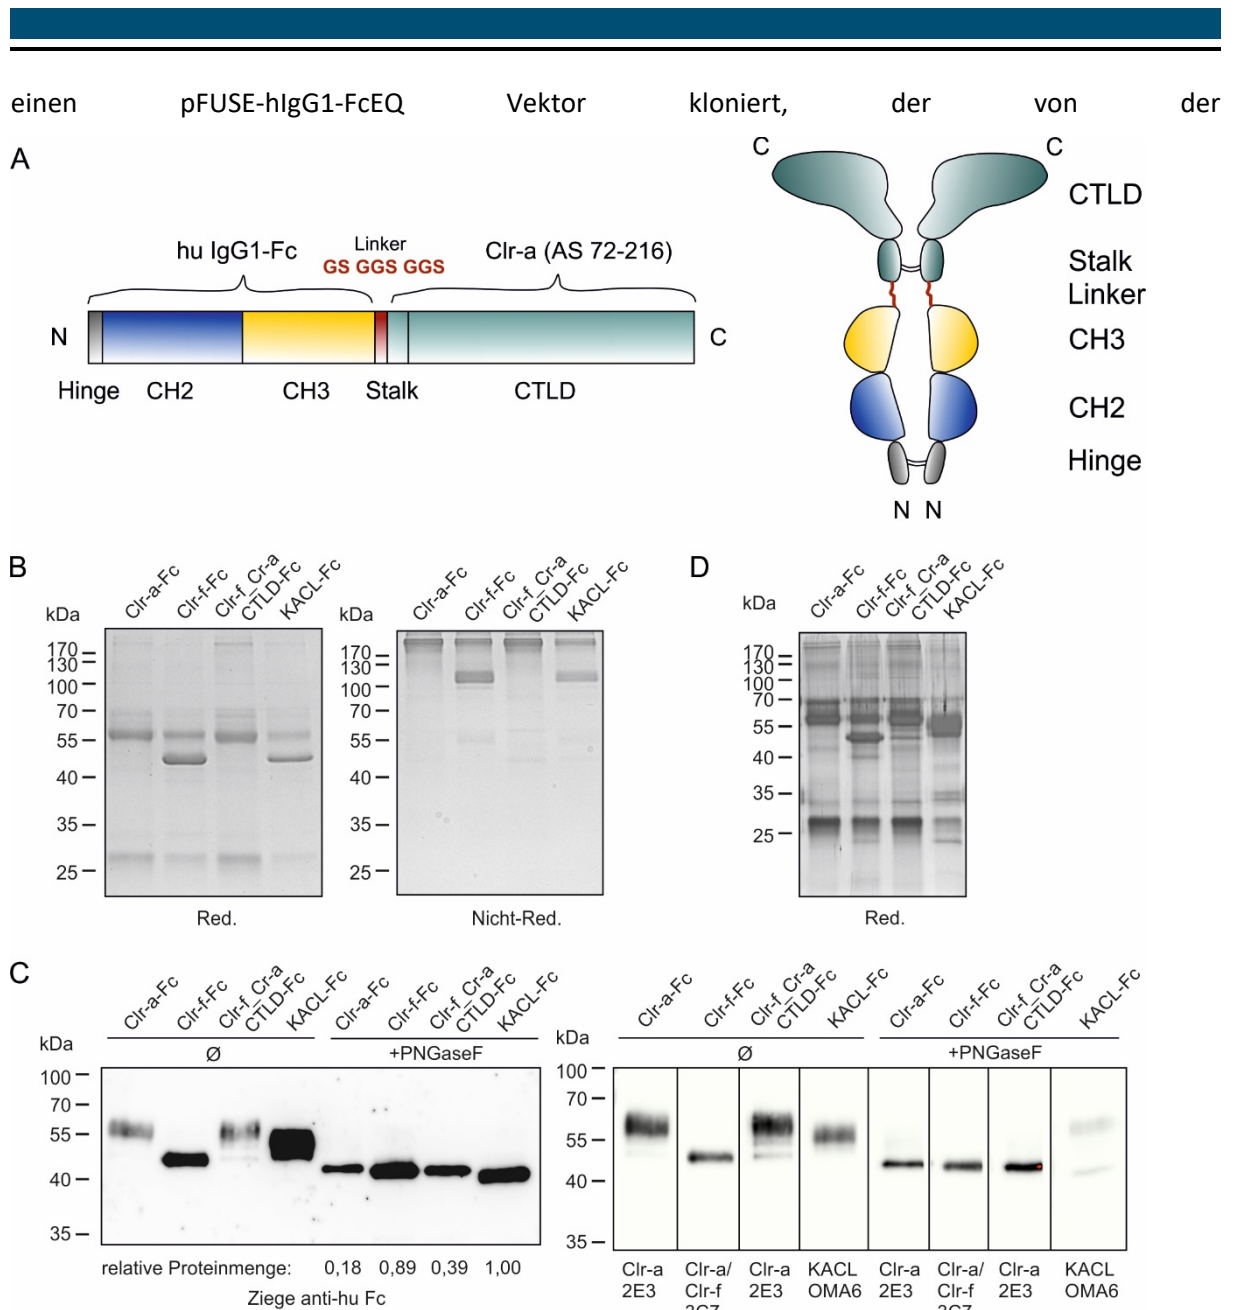 einen pFUSE-hIgG1-FcEQ Vektor kloniert, der von der
A
hu IgG1-Fc
Linker
GS GGS GGS
Clr-a (AS 72-216)
N
C
Hinge CH2 CH3 Stalk CTLD
C C
CTLD
Stalk
Linker
CH3
CH2
Hinge
N N
B
kDa
Clr-a-Fc
Clr-f-Fc
Clr-f_Cr-a
CTLD-Fc
KACL-Fc
170
130
100
70
55
40
35
25
Red.
kDa
Clr-a-Fc
Clr-f-Fc
Clr-f_Cr-a
CTLD-Fc
KACL-Fc
170
130
100
70
55
40
35
25
Nicht-Red.
D
kDa
Clr-a-Fc
Clr-f-Fc
Clr-f_Cr-a
CTLD-Fc
KACL-Fc
170
130
100
70
55
40
35
25
Red.
C
kDa
Clr-a-Fc
Clr-f-Fc
Clr-f_Cr-a
CTLD-Fc
KACL-Fc
Clr-a-Fc
Clr-f-Fc
Clr-f_Cr-a
CTLD-Fc
KACL-Fc
Ø +PNGaseF
100
70
55
40
35
relative Proteinmenge: 0,18 0,89 0,39 1,00
Ziege anti-hu Fc
kDa
Clr-a-Fc
Clr-f-Fc
Clr-f_Cr-a
CTLD-Fc
KACL-Fc
Clr-a-Fc
Clr-f-Fc
Clr-f_Cr-a
CTLD-Fc
KACL-Fc
Ø +PNGaseF
100
70
55
40
35
Clr-a Clr-a/ Clr-a KACL Clr-a Clr-a/ Clr-a KACL
2E3 Clr-f 2E3 OMA6 2E3 Clr-f 2E3 OMA6